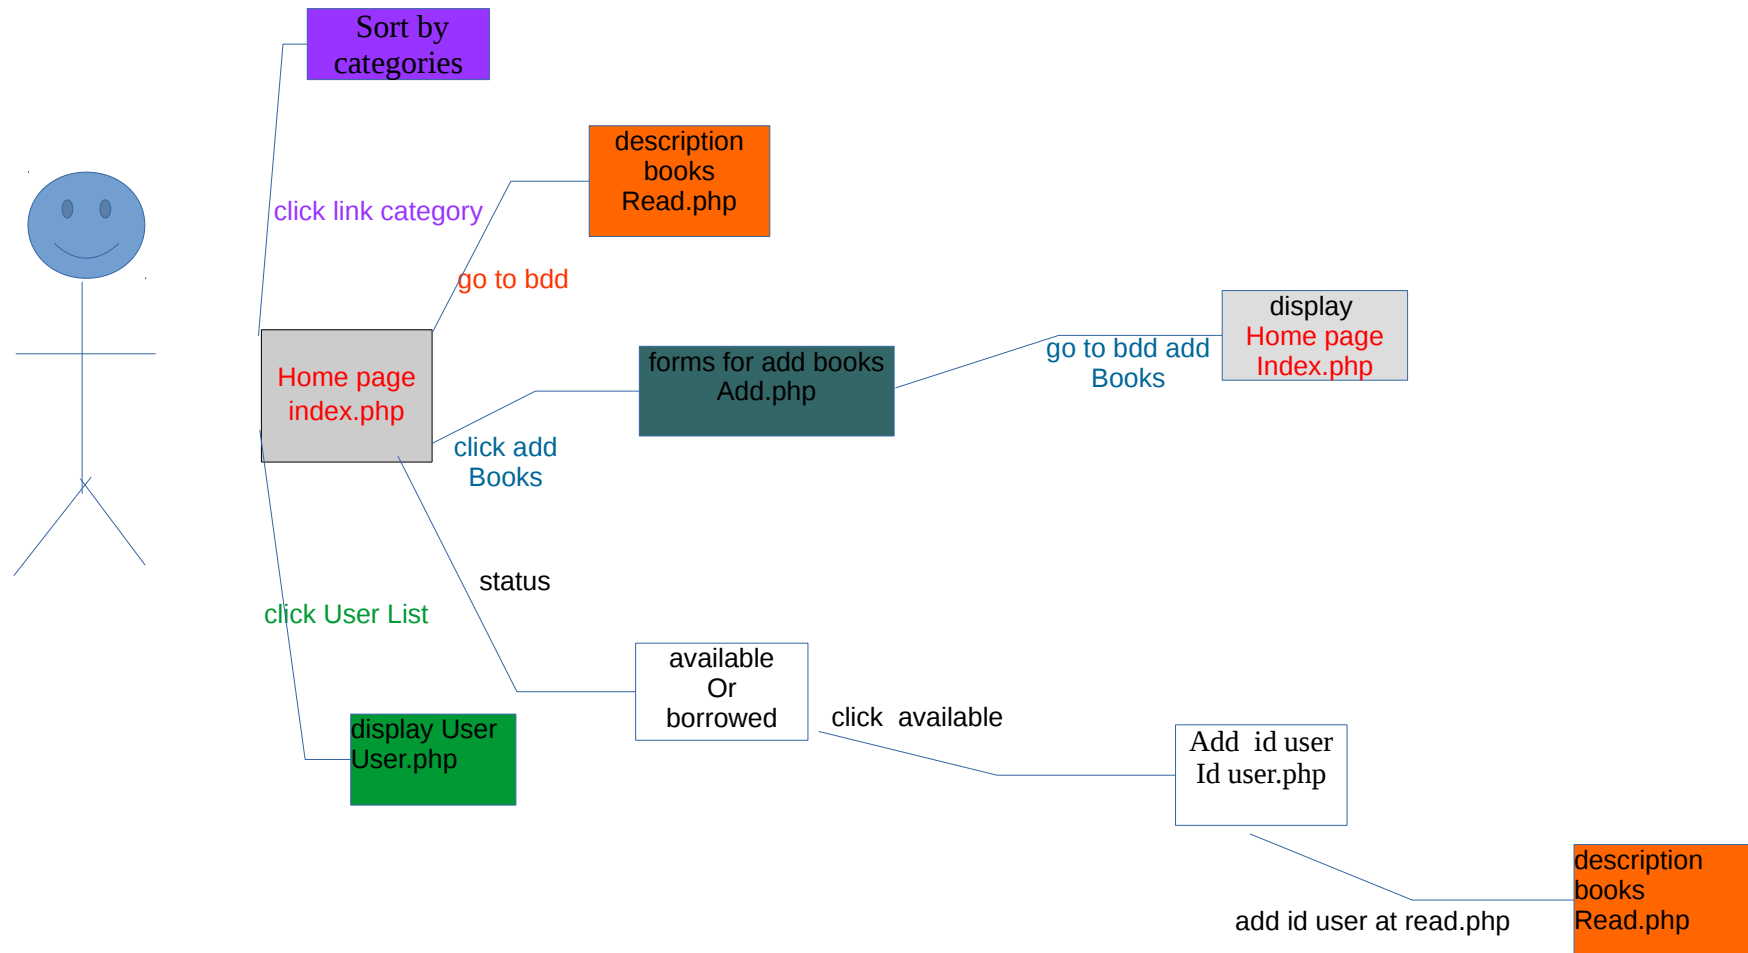 Sort by
categories
description
books
Read.php
click link category
go to bdd
display
Home page
Index.php
go to bdd add
Books
forms for add books
Add.php
Home page
index.php
click add
Books
status
click User List
available
Or
borrowed
click  available
display User
User.php
Add  id user
Id user.php
description
books
Read.php
add id user at read.php